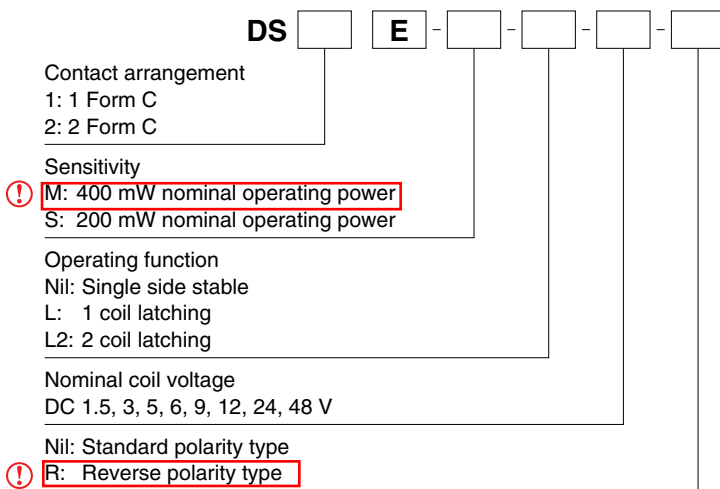 DS E - - - -
Contact arrangement
1: 1 Form C
2: 2 Form C
Sensitivity
M: 400 mW nominal operating power
S: 200 mW nominal operating power
Operating function
Nil: Single side stable
L: 1 coil latching
L2: 2 coil latching
Nominal coil voltage
DC 1.5, 3, 5, 6, 9, 12, 24, 48 V
Nil: Standard polarity type
R: Reverse polarity type